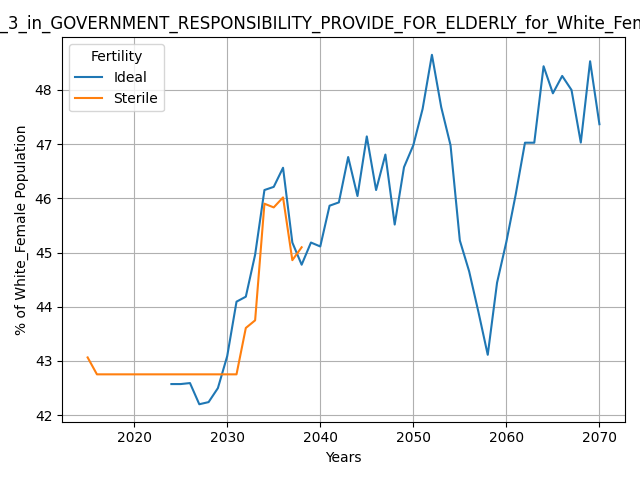 _3_in_GOVERNMENT_RESPONSIBILITY_PROVIDE_FOR_ELDERLY_for_White_Fem
Fertility
Ideal
Sterile
% of White_Female Population
48
47
46
45
44
43
42
2020 2030 2040 2050 2060 2070
Years